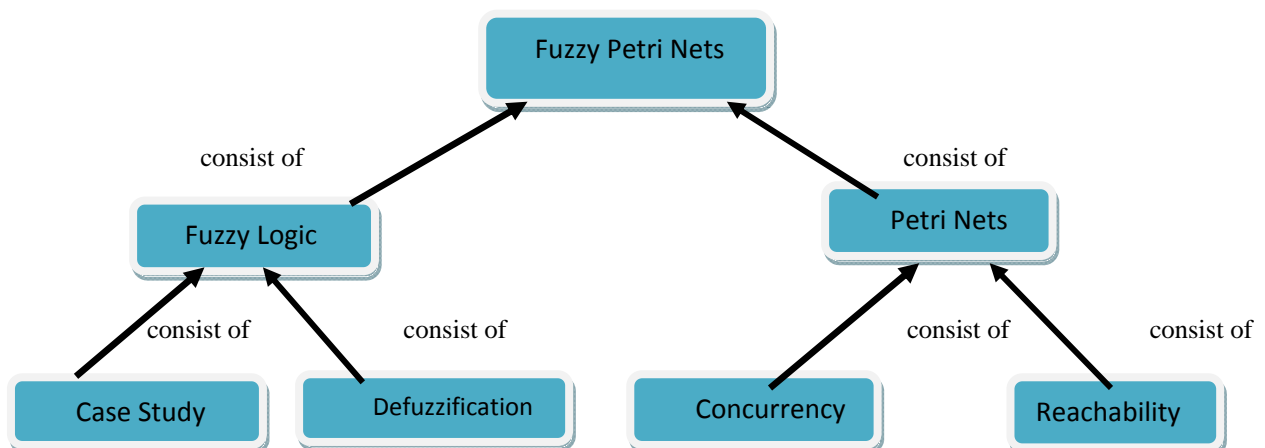 Fuzzy Petri Nets
consist of
consist of
Fuzzy Logic
Petri Nets
consist of
consist of
consist of
consist of
Case Study
Defuzzification
Concurrency
Reachability